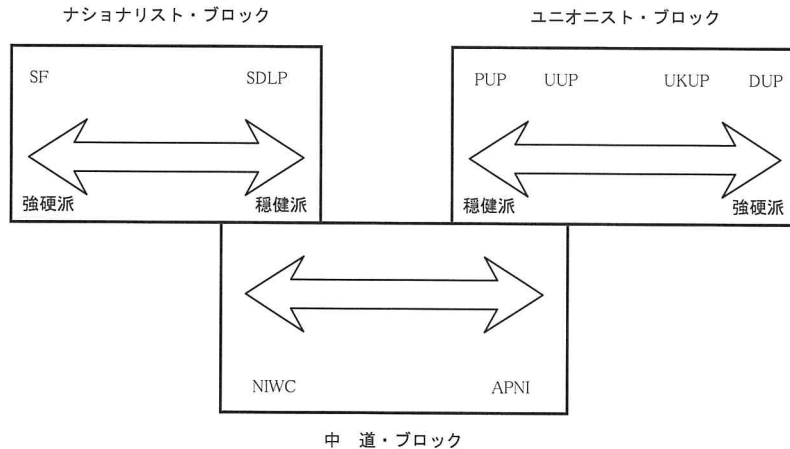 ナショナリスト・ブロック
ユニオニスト・ブロック
SF SDLP
PUP UUP UKUP DUP
強硬派 穏健派
穏健派 強硬派
NIWC APNI
中 道・ブロック